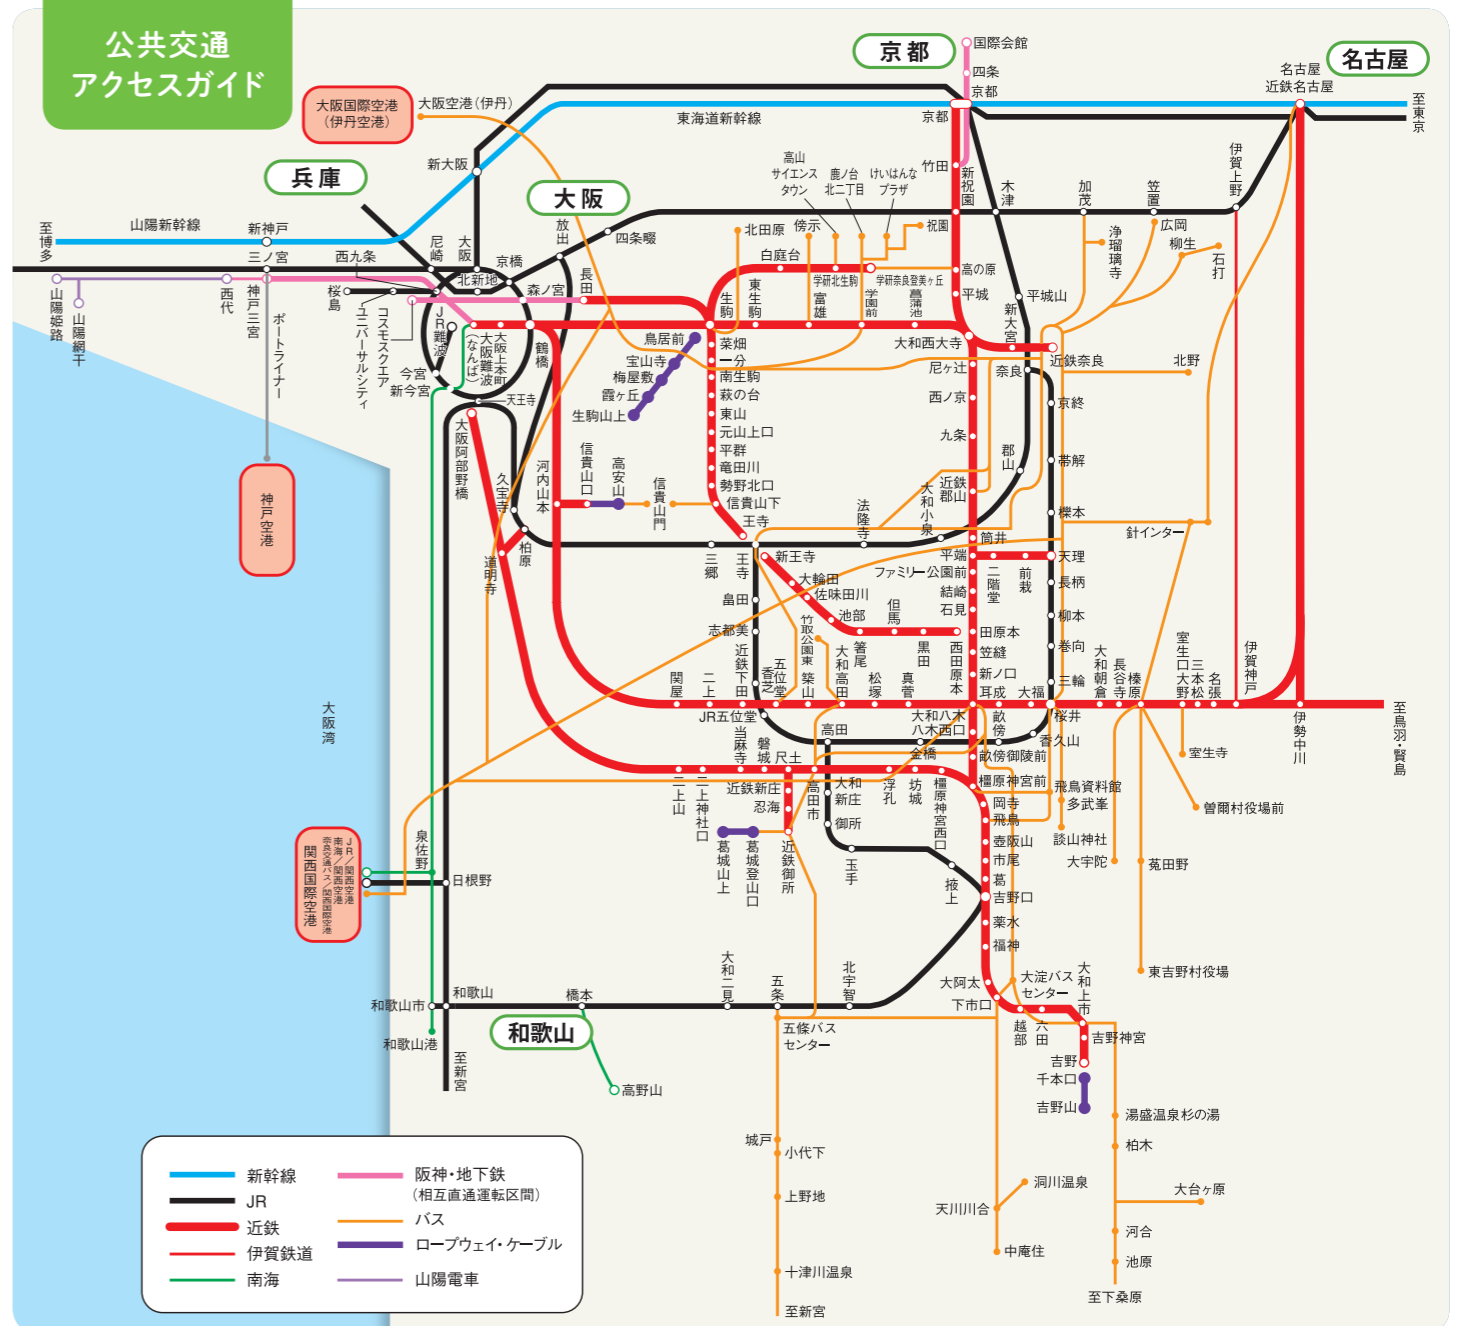 公共交通
アクセスガイド
京都
名古屋
兵庫
大阪
和歌山
国際会館
四条
京都
京都
名古屋
近鉄名古屋
至東京
東海道新幹線
大阪国際空港
（伊丹空港）
大阪空港（伊丹）
新大阪
山陽新幹線
至博多
新神戸
三ノ宮
西九条
尼崎
大阪
京橋
北新地
放出
四条畷
長田
森ノ宮
桜島
ユニバーサルシティ
コスモスクエア
JR難波
大阪難波
（なんば）
大阪上本町
鶴橋
今宮
新今宮
天王寺
大阪阿部野橋
山陽姫路
山陽網干
西代
神戸三宮
ポートライナー
神戸空港
大阪湾
竹田
新祝園
木津
加茂
笠置
伊賀上野
高山
サイエンス
タウン
鹿ノ台
北二丁目
けいはんな
プラザ
祝園
北田原
傍示
白庭台
学研北生駒
学研奈良登美ヶ丘
高の原
平城
平城山
浄瑠璃寺
広岡
柳生
石打
生駒
東生駒
富雄
学園前
菖蒲池
大和西大寺
新大宮
近鉄奈良
奈良
北野
鳥居前
宝山寺
梅屋敷
霞ヶ丘
生駒山上
菜畑
一分
南生駒
萩の台
東山
元山上口
平群
竜田川
勢野北口
信貴山下
王寺
尼ヶ辻
西ノ京
九条
近鉄郡山
郡山
大和小泉
法隆寺
京終
帯解
櫟本
天理
長柄
柳本
巻向
三輪
針インター
信貴山口
高安山
信貴山門
河内山本
久宝寺
柏原
道明寺
三郷
王寺
新王寺
大輪田
佐味田川
池部
箸尾
但馬
黒田
西田原本
筒井
平端
ファミリー公園前
二階堂
前栽
結崎
石見
田原本
笠縫
新ノ口
畠田
志都美
近鉄下田
香芝
五位堂
竹取公園東
築山
大和高田
松塚
真菅
大和八木
八木西口
耳成
大福
桜井
大和朝倉
長谷寺
榛原
室生口大野
三本松
名張
伊賀神戸
伊勢中川
至鳥羽・賢島
関屋
二上
JR五位堂
高田
金橋
畝傍
香久山
畝傍御陵前
橿原神宮前
当麻寺
磐城
尺土
二上山
二上神社口
近鉄新庄
忍海
高田市
大和新庄
浮孔
坊城
橿原神宮西口
御所
葛城山上
葛城登山口
近鉄御所
玉手
掖上
岡寺
飛鳥
壺阪山
市尾
葛
吉野口
薬水
福神
大阿太
下市口
大淀バス
センター
越部
六田
大和上市
吉野神宮
吉野
千本口
吉野山
飛鳥資料館
多武峯
談山神社
大宇陀
菟田野
室生寺
曽爾村役場前
東吉野村役場
関西国際空港
JR／関西空港
南海／関西空港
奈良交通バス／関西国際空港
泉佐野
日根野
和歌山市
和歌山
和歌山港
至新宮
橋本
高野山
大和二見
五条
北宇智
五條バス
センター
城戸
小代下
上野地
十津川温泉
至新宮
天川川合
洞川温泉
中庵住
湯盛温泉杉の湯
柏木
大台ヶ原
河合
池原
至下桑原
新幹線
JR
近鉄
伊賀鉄道
南海
阪神・地下鉄
（相互直通運転区間）
バス
ロープウェイ・ケーブル
山陽電車